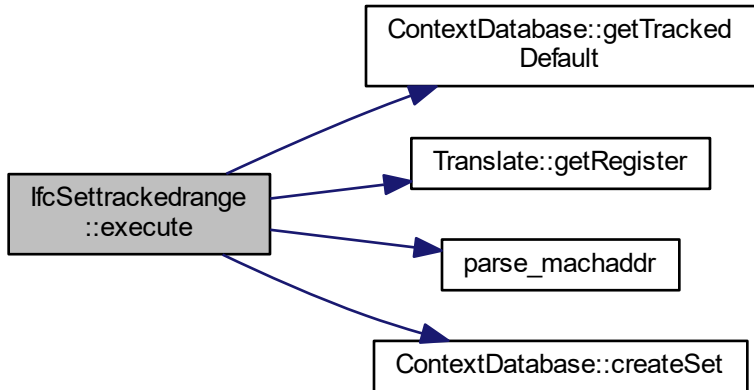 ContextDatabase::getTracked
Default
Translate::getRegister
IfcSettrackedrange
::execute
parse_machaddr
ContextDatabase::createSet